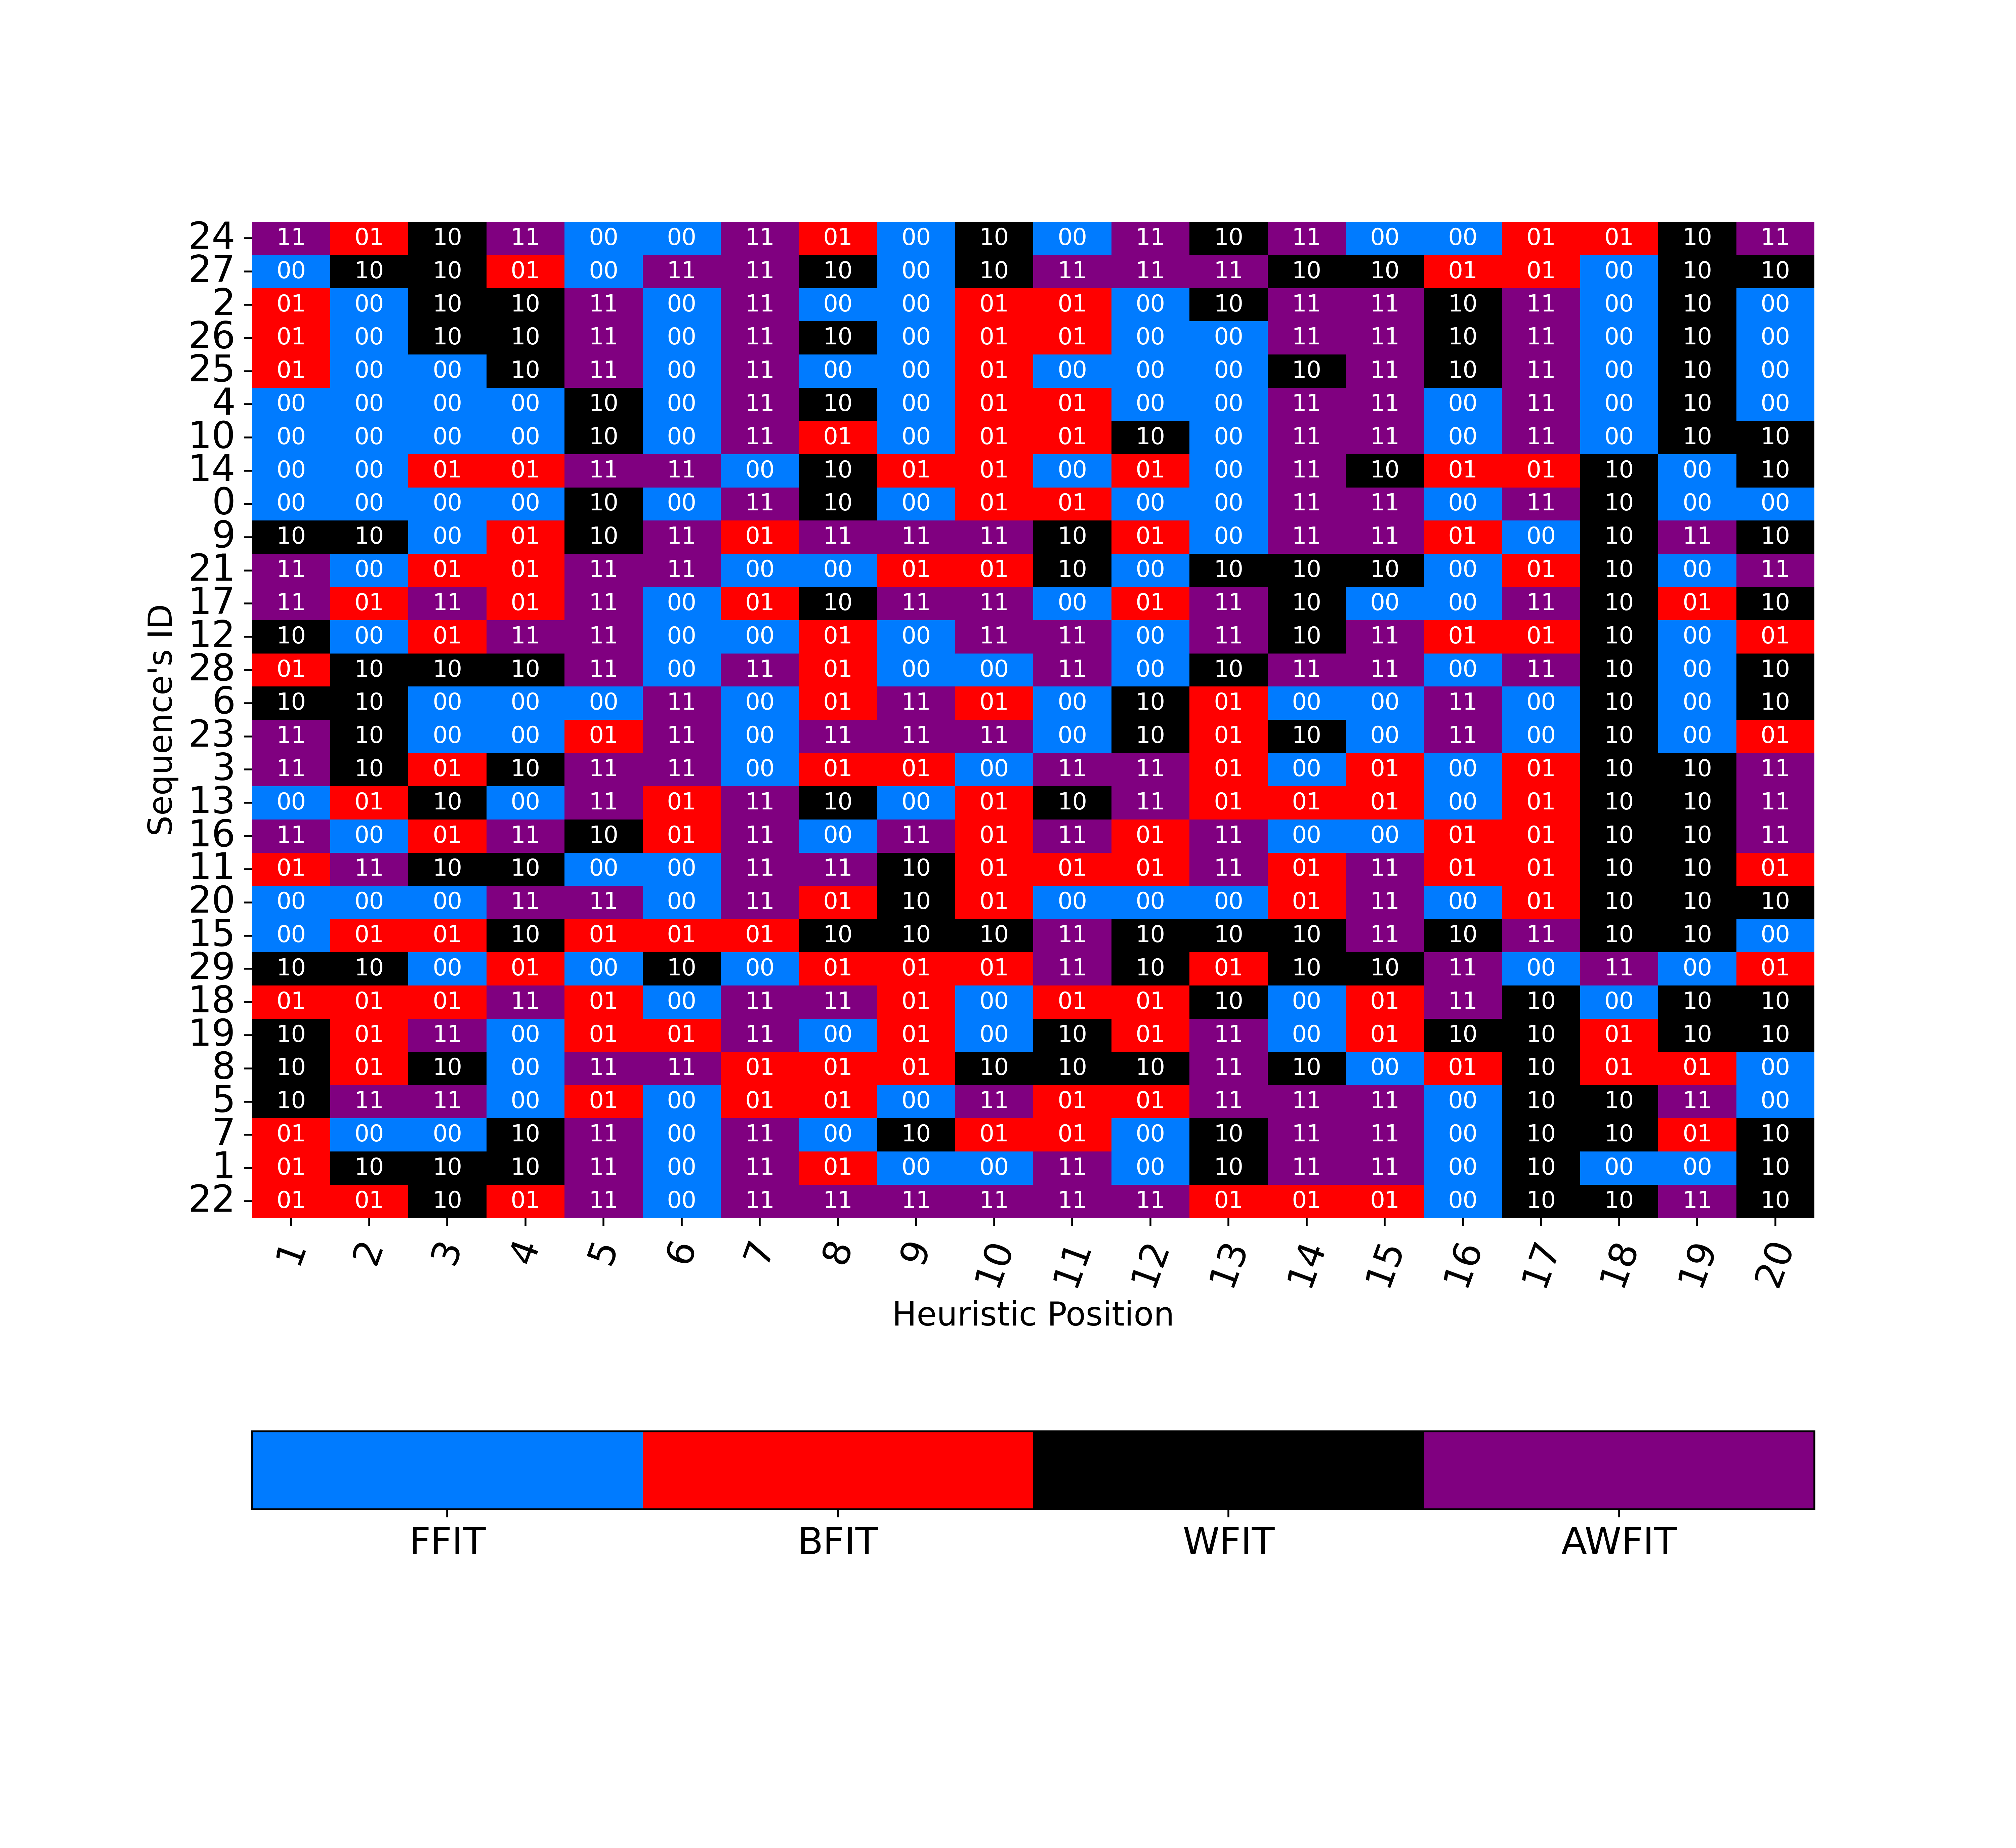 24 11 01 10 11 00 00 11 01 00 10 00 11 10 11 00 00 01 01 10 11
27 00 10 10 01 00 11 11 10 00 10 11 11 11 10 10 01 01 00 10 10
2 01 00 10 10 11 00 11 00 00 01 01 00 10 11 11 10 11 00 10 00
26 01 00 10 10 11 00 11 10 00 01 01 00 00 11 11 10 11 00 10 00
25 01 00 00 10 11 00 11 00 00 01 00 00 00 10 11 10 11 00 10 00
4 00 00 00 00 10 00 11 10 00 01 01 00 00 11 11 00 11 00 10 00
10 00 00 00 00 10 00 11 01 00 01 01 10 00 11 11 00 11 00 10 10
14 00 00 01 01 11 11 00 10 01 01 00 01 00 11 10 01 01 10 00 10
0 00 00 00 00 10 00 11 10 00 01 01 00 00 11 11 00 11 10 00 00
9 10 10 00 01 10 11 01 11 11 11 10 01 00 11 11 01 00 10 11 10
21 11 00 01 01 11 11 00 00 01 01 10 00 10 10 10 00 01 10 00 11
17 11 01 11 01 11 00 01 10 11 11 00 01 11 10 00 00 11 10 01 10
12 10 00 01 11 11 00 00 01 00 11 11 00 11 10 11 01 01 10 00 01
28 01 10 10 10 11 00 11 01 00 00 11 00 10 11 11 00 11 10 00 10
6 10 10 00 00 00 11 00 01 11 01 00 10 01 00 00 11 00 10 00 10
23 11 10 00 00 01 11 00 11 11 11 00 10 01 10 00 11 00 10 00 01
3 11 10 01 10 11 11 00 01 01 00 11 11 01 00 01 00 01 10 10 11
13 00 01 10 00 11 01 11 10 00 01 10 11 01 01 01 00 01 10 10 11
16 11 00 01 11 10 01 11 00 11 01 11 01 11 00 00 01 01 10 10 11
11 01 11 10 10 00 00 11 11 10 01 01 01 11 01 11 01 01 10 10 01
20 00 00 00 11 11 00 11 01 10 01 00 00 00 01 11 00 01 10 10 10
15 00 01 01 10 01 01 01 10 10 10 11 10 10 10 11 10 11 10 10 00
29 10 10 00 01 00 10 00 01 01 01 11 10 01 10 10 11 00 11 00 01
18 01 01 01 11 01 00 11 11 01 00 01 01 10 00 01 11 10 00 10 10
19 10 01 11 00 01 01 11 00 01 00 10 01 11 00 01 10 10 01 10 10
8 10 01 10 00 11 11 01 01 01 10 10 10 11 10 00 01 10 01 01 00
5 10 11 11 00 01 00 01 01 00 11 01 01 11 11 11 00 10 10 11 00
7 01 00 00 10 11 00 11 00 10 01 01 00 10 11 11 00 10 10 01 10
1 01 10 10 10 11 00 11 01 00 00 11 00 10 11 11 00 10 00 00 10
22 01 01 10 01 11 00 11 11 11 11 11 11 01 01 01 00 10 10 11 10
Sequence's ID
1 2 3 4 5 6 7 8 9 10 11 12 13 14 15 16 17 18 19 20
Heuristic Position
FFIT BFIT WFIT AWFIT